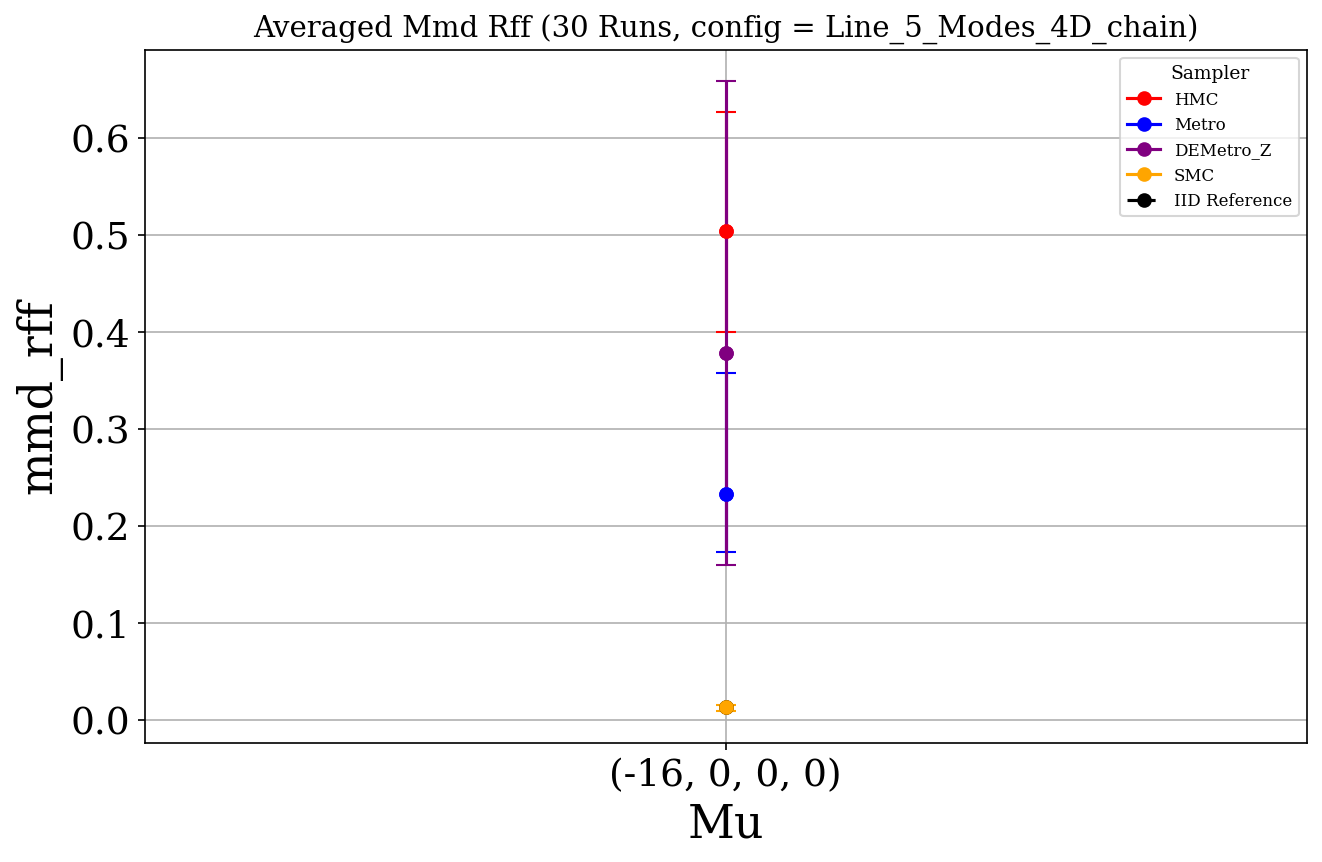 Averaged Mmd Rff (30 Runs, config = Line_5_Modes_4D_chain)
Sampler
HMC
Metro
DEMetro_Z
SMC
IID Reference
mmd_rff
0.6
0.5
0.4
0.3
0.2
0.1
0.0
(-16, 0, 0, 0)
Mu